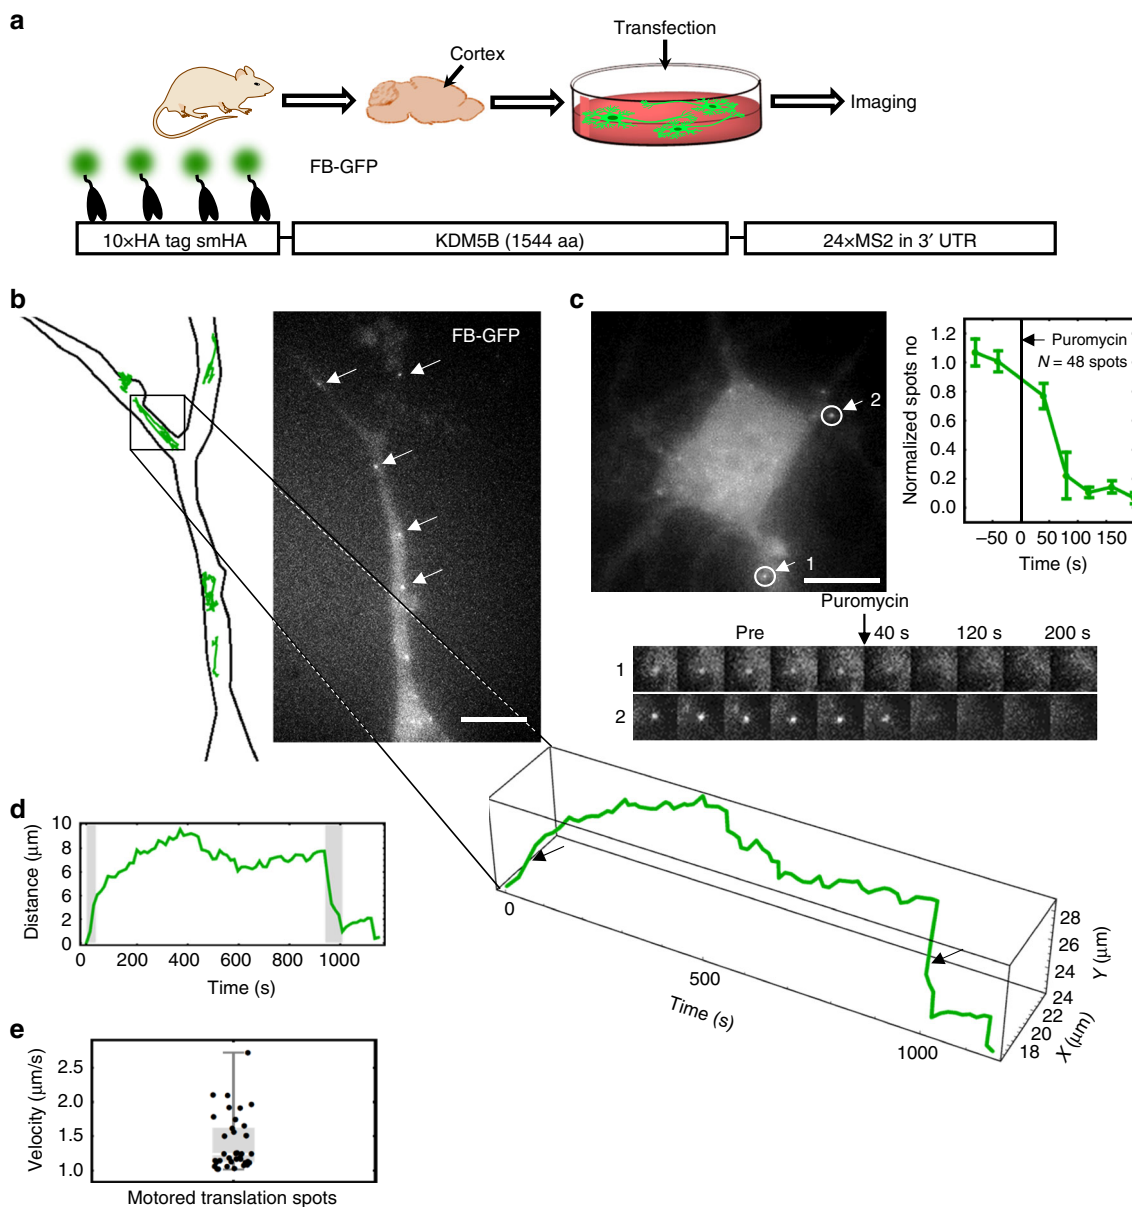 a
Transfection
Cortex
Imaging
FB-GFP
10×HA tag smHA
KDM5B (1544 aa)
24×MS2 in 3′ UTR
b
FB-GFP
c
2
1
Normalized spots no
1.2
1.0
0.8
0.6
0.4
0.2
0.0
Puromycin
N = 48 spots
–50 0 50 100 150
Time (s)
Puromycin
Pre
40 s
120 s
200 s
1
2
d
Distance (μm)
10
8
6
2
0
0 200 400 600 800 1000
Time (s)
0
500
1000
Time (s)
28
26
24
Y (μm)
24
22
20
18
X (μm)
e
Velocity (μm/s)
2.5
2.0
1.5
1.0
Motored translation spots